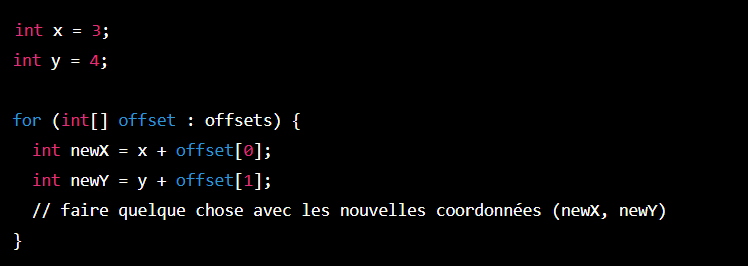 int x = 3;
int y = 4;
for (int[] offset : offsets) {
int newX = x + offset[0];
int newY = y + offset[1];
// faire quelque chose avec les nouvelles coordonnées (newX, newY)
}